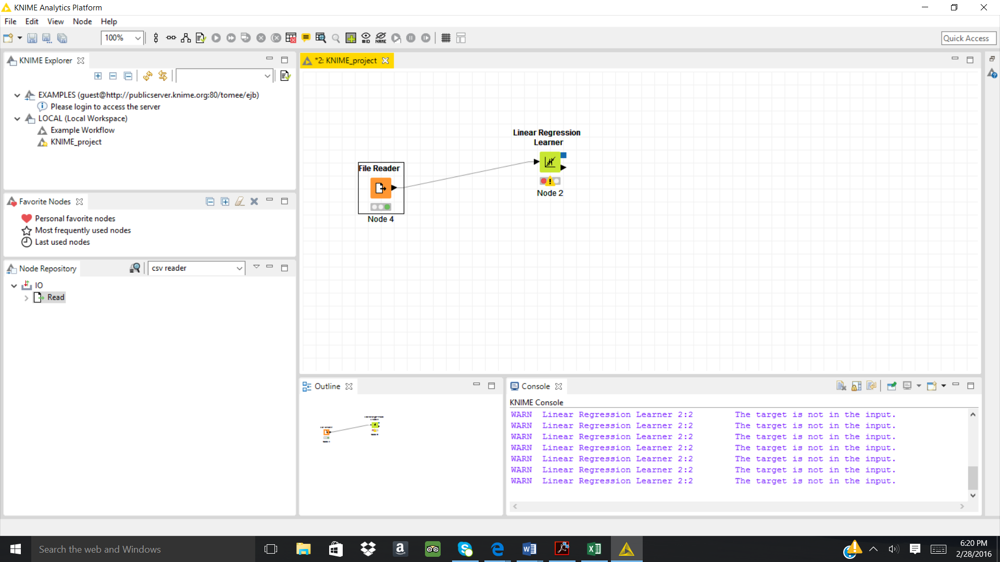 KNIME Analytics Platform
File Edit View Node Help
100%
#ID
NAME
Quick Access
KNIME Explorer
*2: KNIME_project
EXAMPLES (guest@http://publicserver.knime.org:80/tomee/ejb)
Please login to access the server
LOCAL (Local Workspace)
Example Workflow
KNIME_project
Linear Regression
Learner
Node 2
File Reader
Node 4
Favorite Nodes
Personal favorite nodes
Most frequently used nodes
Last used nodes
Node Repository
csv reader
IO
Read
Outline
Console
KNIME Console
WARN Linear Regression Learner 2:2 The target is not in the input.
WARN Linear Regression Learner 2:2 The target is not in the input.
WARN Linear Regression Learner 2:2 The target is not in the input.
WARN Linear Regression Learner 2:2 The target is not in the input.
WARN Linear Regression Learner 2:2 The target is not in the input.
WARN Linear Regression Learner 2:2 The target is not in the input.
WARN Linear Regression Learner 2:2 The target is not in the input.
Search the web and Windows
6:20 PM
2/28/2016